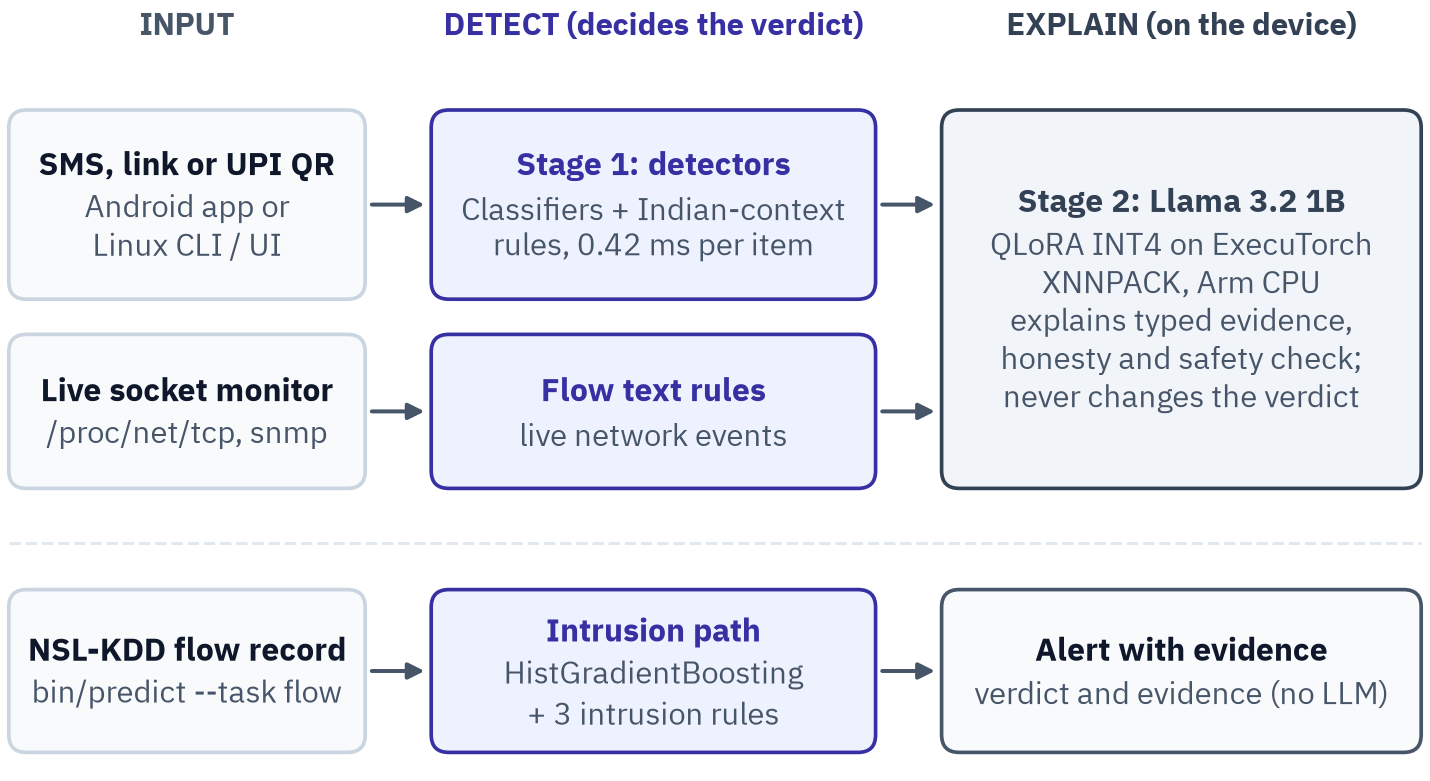 INPUT
DETECT (decides the verdict)
EXPLAIN (on the device)
SMS, link or UPI QR
Android app or
Linux CLI / UI
Stage 1: detectors
Classifiers + Indian-context
rules, 0.42 ms per item
Stage 2: Llama 3.2 1B
QLoRA INT4 on ExecuTorch
XNNPACK, Arm CPU
explains typed evidence,
honesty and safety check;
never changes the verdict
Live socket monitor
/proc/net/tcp, snmp
Flow text rules
live network events
NSL-KDD flow record
bin/predict --task flow
Intrusion path
HistGradientBoosting
+ 3 intrusion rules
Alert with evidence
verdict and evidence (no LLM)